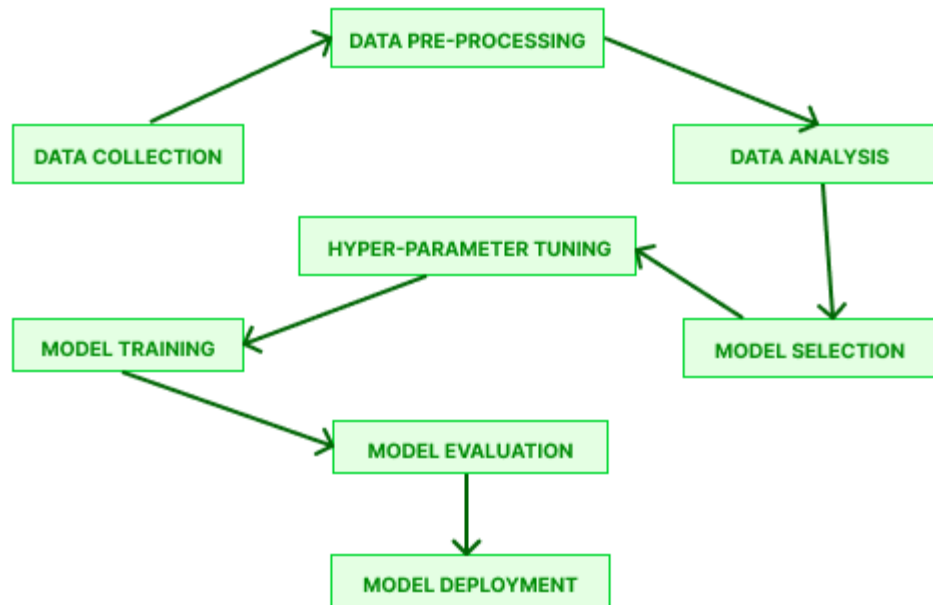 DATA PRE-PROCESSING
DATA COLLECTION
DATA ANALYSIS
HYPER-PARAMETER TUNING
MODEL TRAINING
MODEL SELECTION
MODEL EVALUATION
MODEL DEPLOYMENT